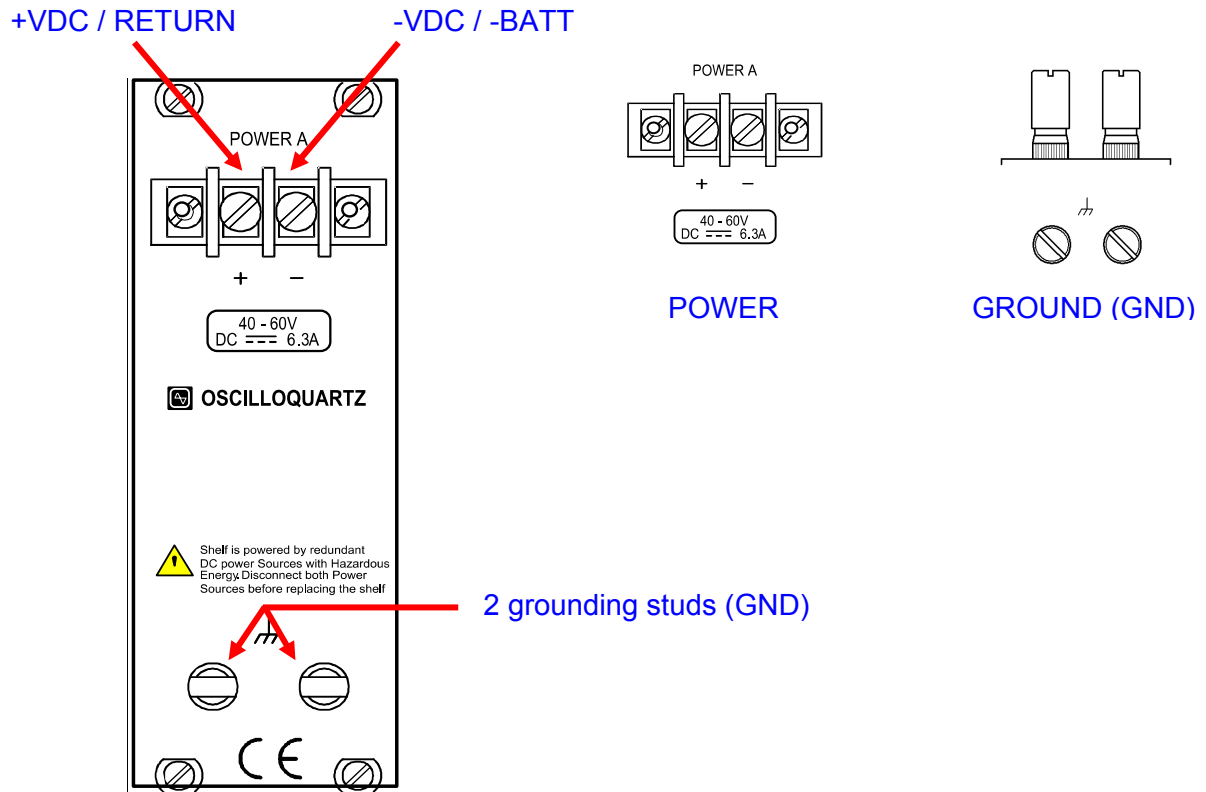 +VDC / RETURN
-VDC / -BATT
POWER A
+ −
40 - 60V
DC 6.3A
OSCILLOQUARTZ
Shelf is powered by redundant
DC power Sources with Hazardous
Energy. Disconnect both Power
Sources before replacing the shelf
2 grounding studs (GND)
CE
POWER A
+ −
40 - 60V
DC 6.3A
POWER
GROUND (GND)